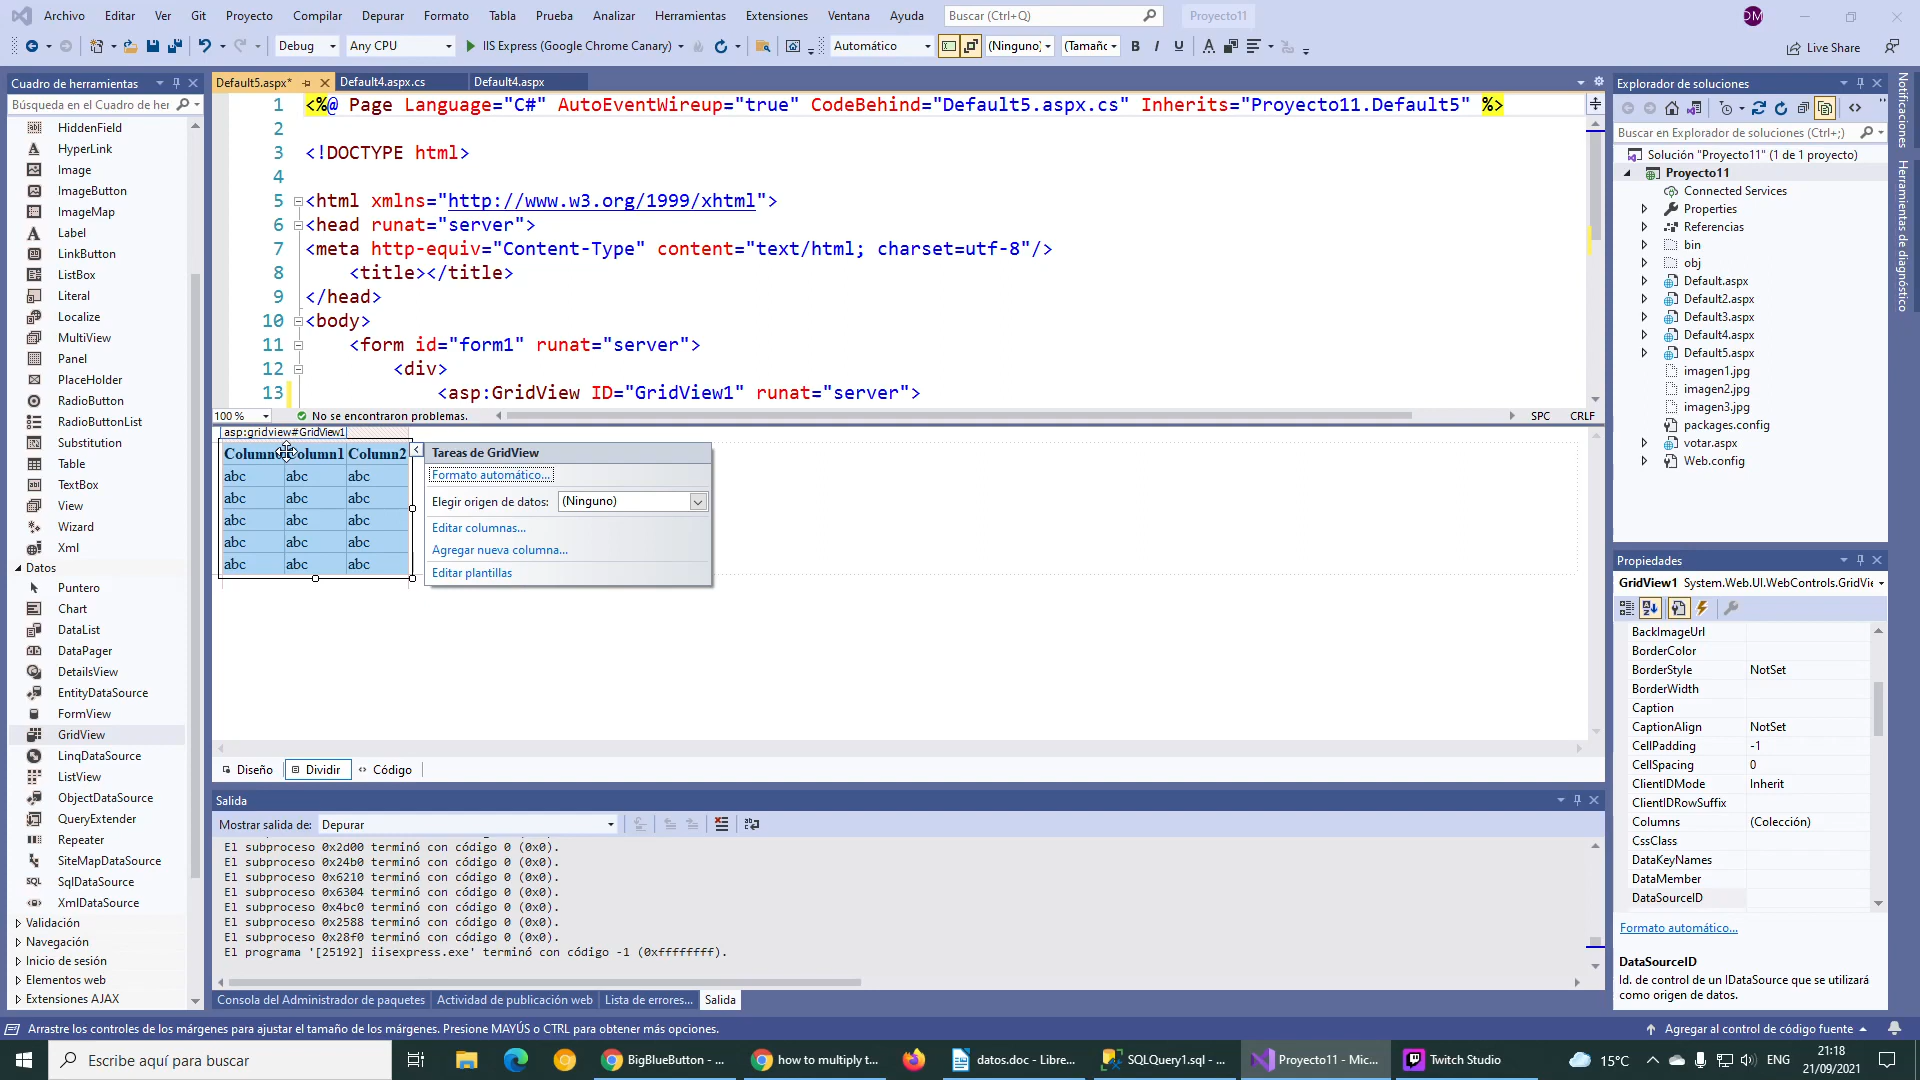 Archivo Editar Ver Git Proyecto Compilar Depurar Formato Tabla Prueba Analizar Herramientas Extensiones Ventana Ayuda Buscar (Ctrl+Q) Proyecto11 DM
Debug Any CPU IIS Express (Google Chrome Canary) Automático (Ninguno) (Tamañc B I U A Live Share
Cuadro de herramientas
Búsqueda en el Cuadro de her
HiddenField
HyperLink
Image
ImageButton
ImageMap
Label
LinkButton
ListBox
Literal
Localize
MultiView
Panel
PlaceHolder
RadioButton
RadioButtonList
Substitution
Table
TextBox
View
Wizard
Xml
Datos
Puntero
Chart
DataList
DataPager
DetailsView
EntityDataSource
FormView
GridView
LinqDataSource
ListView
ObjectDataSource
QueryExtender
Repeater
SiteMapDataSource
SqlDataSource
XmlDataSource
Validación
Navegación
Inicio de sesión
Elementos web
Extensiones AJAX
Default5.aspx* Default4.aspx.cs Default4.aspx
1 <%@ Page Language="C#" AutoEventWireup="true" CodeBehind="Default5.aspx.cs" Inherits="Proyecto11.Default5" %>
2
3 <!DOCTYPE html>
4
5 <html xmlns="http://www.w3.org/1999/xhtml">
6 <head runat="server">
7 <meta http-equiv="Content-Type" content="text/html; charset=utf-8"/>
8 <title></title>
9 </head>
10 <body>
11 <form id="form1" runat="server">
12 <div>
13 <asp:GridView ID="GridView1" runat="server">
100 % No se encontraron problemas. SPC CRLF
asp:gridview#GridView1
Column Column1 Column2
abc abc abc
abc abc abc
abc abc abc
abc abc abc
abc abc abc
Tareas de GridView
Formato automático...
Elegir origen de datos: (Ninguno)
Editar columnas...
Agregar nueva columna...
Editar plantillas
Diseño Dividir Código
Salida
Mostrar salida de: Depurar
El subproceso 0x2d00 terminó con código 0 (0x0).
El subproceso 0x24b0 terminó con código 0 (0x0).
El subproceso 0x6210 terminó con código 0 (0x0).
El subproceso 0x6304 terminó con código 0 (0x0).
El subproceso 0x4bc0 terminó con código 0 (0x0).
El subproceso 0x2588 terminó con código 0 (0x0).
El subproceso 0x28f0 terminó con código 0 (0x0).
El programa '[25192] iisexpress.exe' terminó con código -1 (0xffffffff).
Consola del Administrador de paquetes Actividad de publicación web Lista de errores... Salida
Explorador de soluciones
Buscar en Explorador de soluciones (Ctrl+;)
Solución "Proyecto11" (1 de 1 proyecto)
Proyecto11
Connected Services
Properties
Referencias
bin
obj
Default.aspx
Default2.aspx
Default3.aspx
Default4.aspx
Default5.aspx
imagen1.jpg
imagen2.jpg
imagen3.jpg
packages.config
votar.aspx
Web.config
Notificaciones
Herramientas de diagnóstico
Propiedades
GridView1 System.Web.UI.WebControls.GridVie
BackImageUrl
BorderColor
BorderStyle NotSet
BorderWidth
Caption
CaptionAlign NotSet
CellPadding -1
CellSpacing 0
ClientIDMode Inherit
ClientIDRowSuffix
Columns (Colección)
CssClass
DataKeyNames
DataMember
DataSourceID
Formato automático...
DataSourceID
Id. de control de un IDataSource que se utilizará
como origen de datos.
Arrastre los controles de los márgenes para ajustar el tamaño de los márgenes. Presione MAYÚS o CTRL para obtener más opciones. Agregar al control de código fuente
Escribe aquí para buscar BigBlueButton - ... how to multiply t... datos.doc - Libre... SQLQuery1.sql - ... Proyecto11 - Mic... Twitch Studio 15°C ENG 21:18
21/09/2021